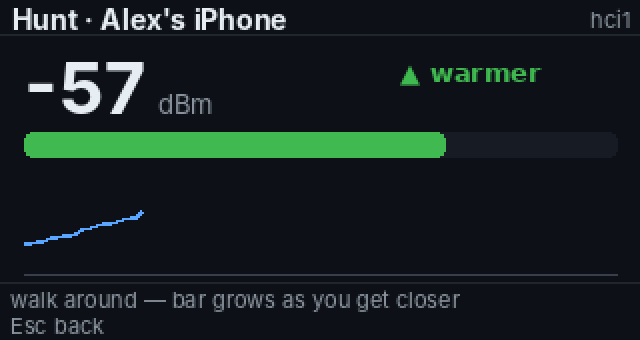 Hunt · Alex's iPhone hci1
-57 dBm ▲ warmer
walk around — bar grows as you get closer
Esc back